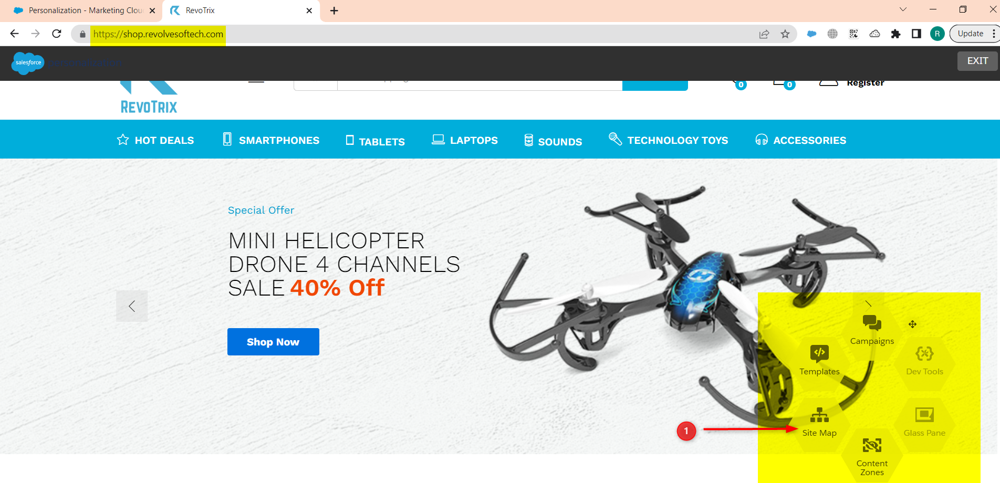 Personalization - Marketing Clou
RevoTrix
https://shop.revolvesoftech.com
R
Update
salesforce
personalization
EXIT
0
0
Register
REVOTRIX
HOT DEALS
SMARTPHONES
TABLETS
LAPTOPS
SOUNDS
TECHNOLOGY TOYS
ACCESSORIES
Special Offer
MINI HELICOPTER
DRONE 4 CHANNELS
SALE 40% Off
Shop Now
Campaigns
Templates
Dev Tools
1
Site Map
Glass Pane
Content
Zones